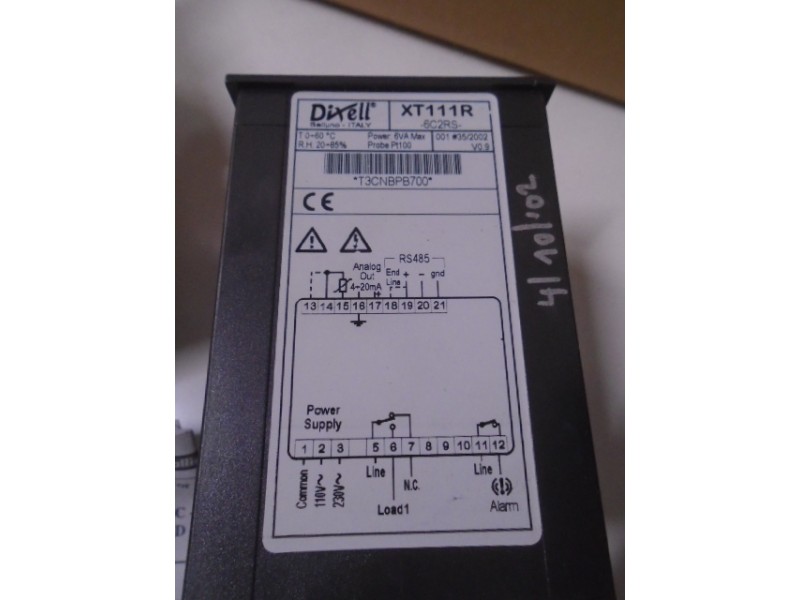 Dixell®
Belluno - ITALY
XT111R
-6C2RS-
T 0÷60 °C Power 6VA Max 001 #35/2002
R.H. 20÷85% Probe Pt100 V0.9
*T3CNBPB700*
CE
4/10/02
RS485
Analog Out 4÷20mA
End Line + - gnd
13 14 15 16 17 18 19 20 21
Power Supply
1 2 3 5 6 7 8 9 10 11 12
Common 110V~ 230V~ Line Load1 N.C. Line Alarm
C
D